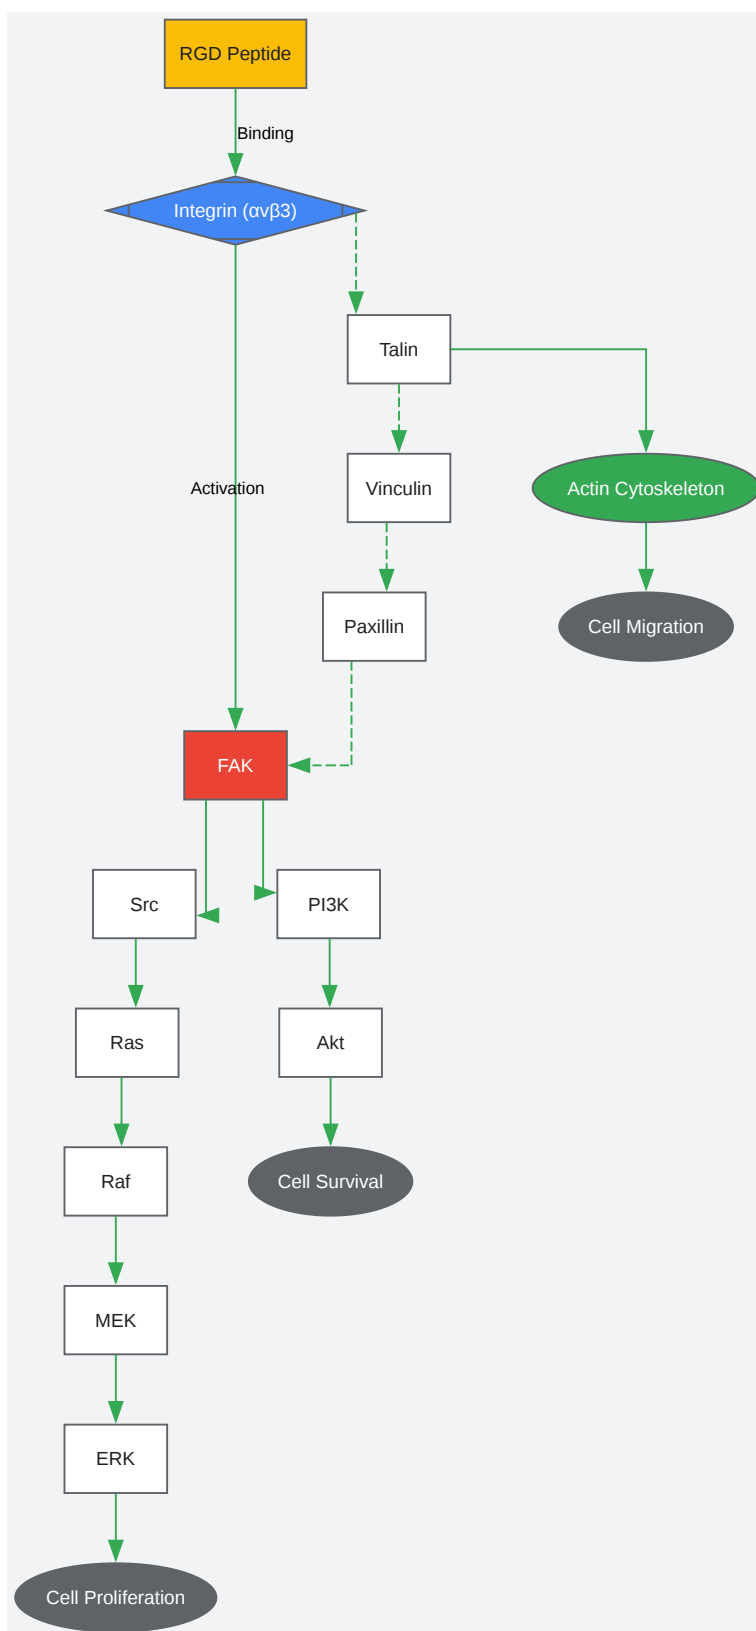 RGD Peptide
Binding
Integrin (αvβ3)
Talin
Activation
Vinculin
Actin Cytoskeleton
Paxillin
Cell Migration
FAK
Src
PI3K
Ras
Akt
Raf
Cell Survival
MEK
ERK
Cell Proliferation